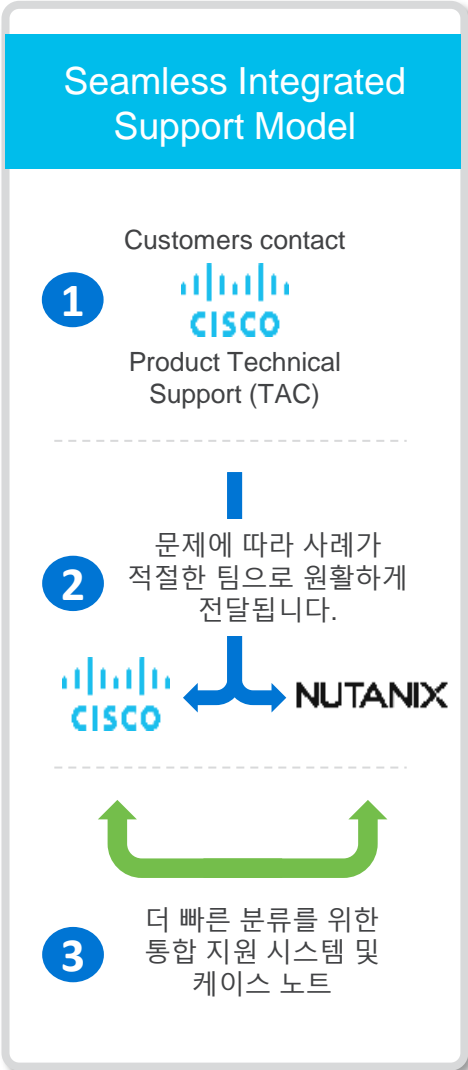 Seamless Integrated
Support Model
Customers contact
1
CISCO
Product Technical
Support (TAC)
문제에 따라 사례가
2
적절한 팀으로 원활하게
전달됩니다.
CISCO
NUTANIX
더 빠른 분류를 위한
3
통합 지원 시스템 및
케이스 노트